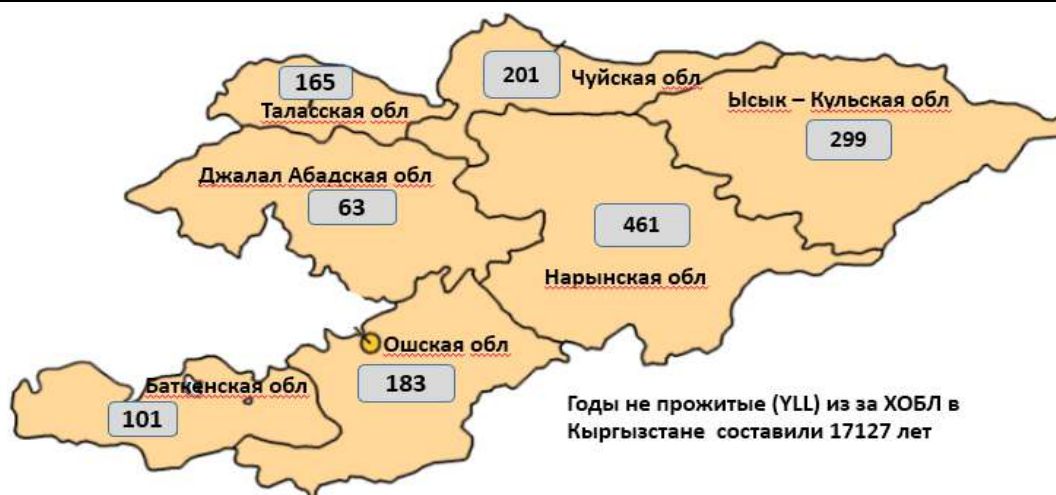 165
Таласская обл
201
Чуйская обл
Ысык – Кульская обл
299
Джалал Абадская обл
63
461
Нарынская обл
Ошская обл
183
Баткенская обл
101
Годы не прожитые (YLL) из за ХОБЛ в
Кыргызстане составили 17127 лет